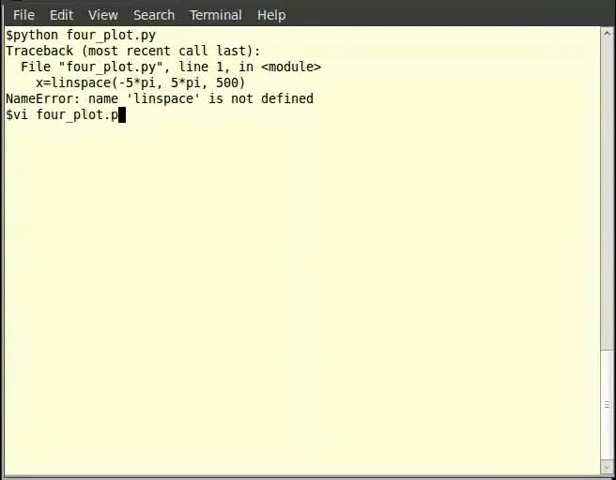 File Edit View Search Terminal Help
$python four_plot.py
Traceback (most recent call last):
  File "four_plot.py", line 1, in <module>
    x=linspace(-5*pi, 5*pi, 500)
NameError: name 'linspace' is not defined
$vi four_plot.p